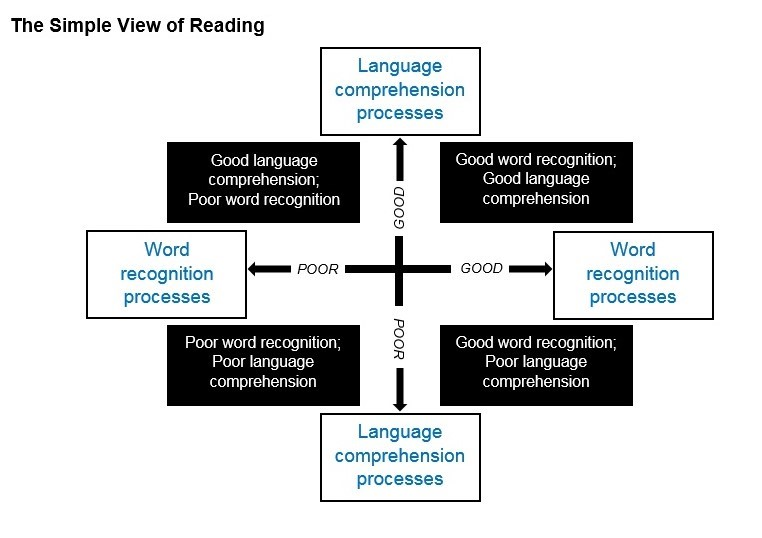 The Simple View of Reading
Language
comprehension
processes
Good language
comprehension;
Poor word recognition
Good word recognition;
Good language
comprehension
GOOD
Word
recognition
processes
POOR
GOOD
Word
recognition
processes
POOR
Poor word recognition;
Poor language
comprehension
Good word recognition;
Poor language
comprehension
Language
comprehension
processes